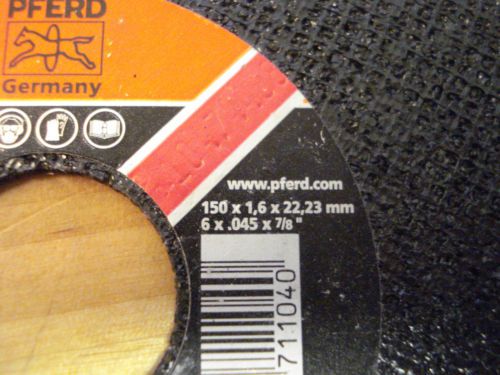 PFERD
Germany
www.pferd.com
150 x 1,6 x 22,23 mm
6 x .045 x 7/8"
711040